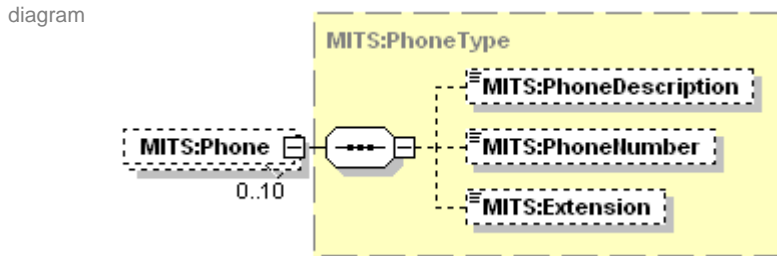 diagram
MITS:PhoneType
MITS:PhoneDescription
MITS:Phone
MITS:PhoneNumber
0..10
MITS:Extension